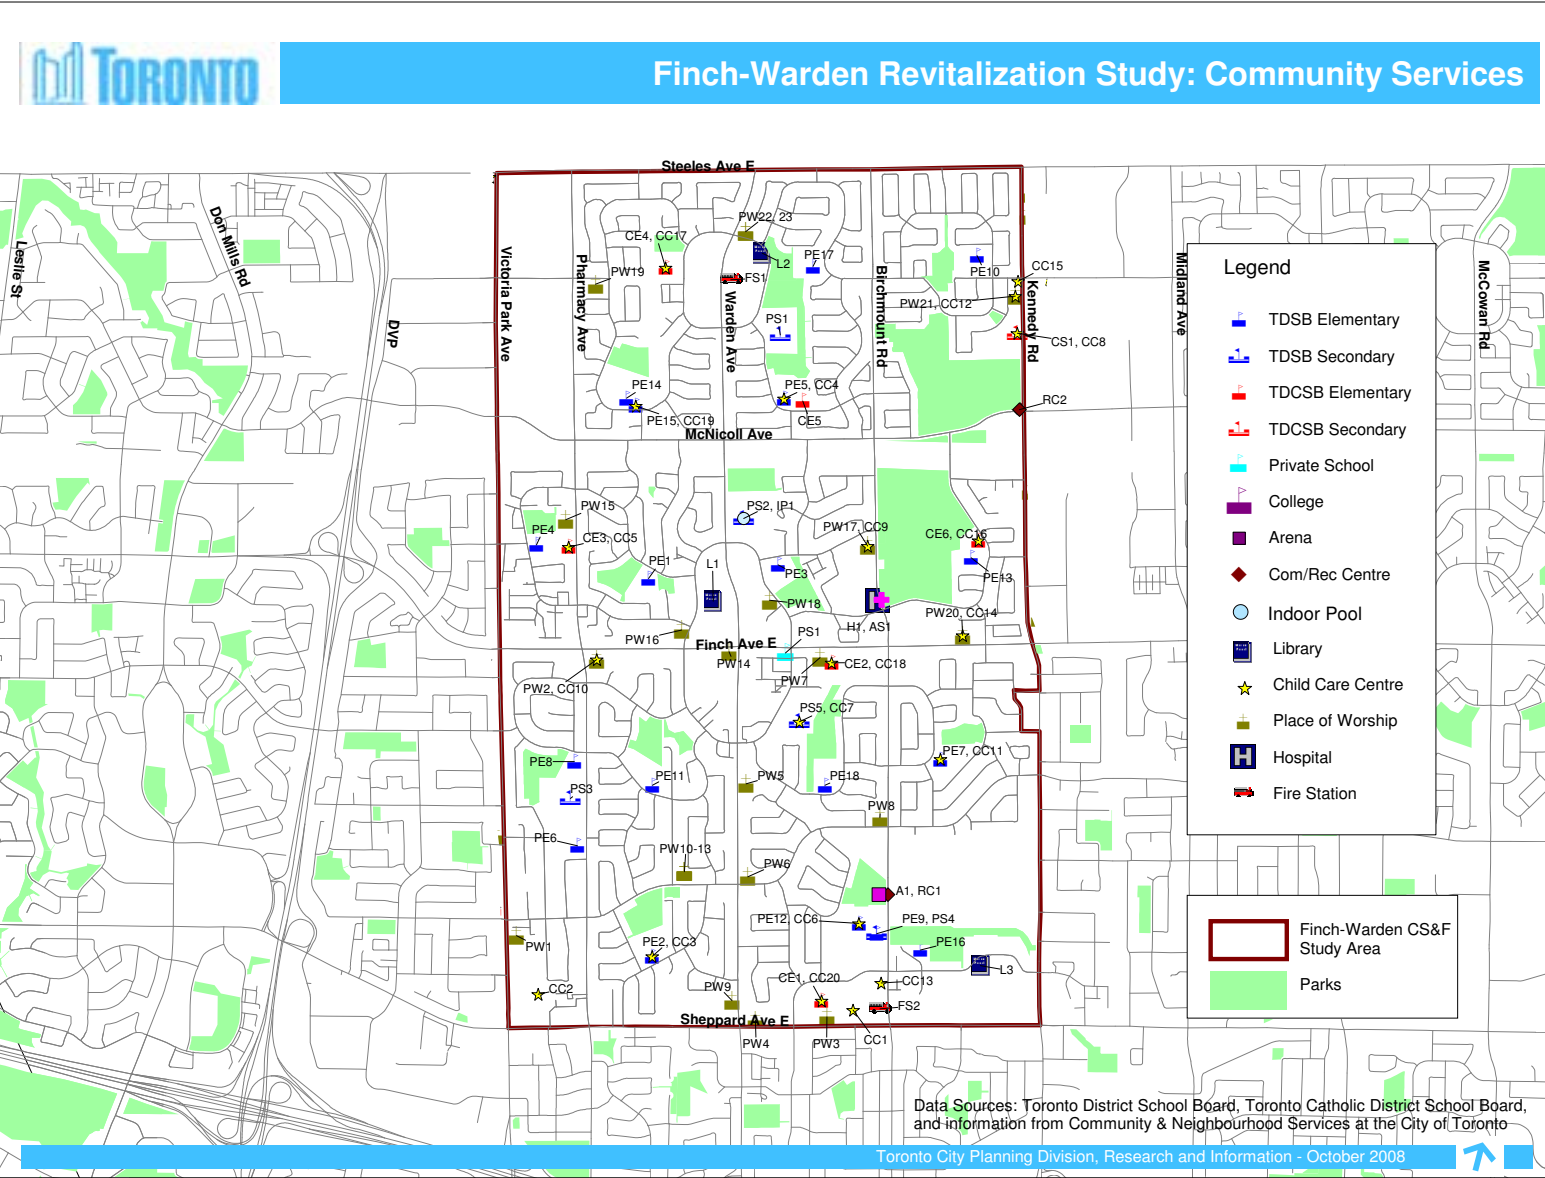 TORONTO
Finch-Warden Revitalization Study: Community Services
Steeles Ave E
Leslie St
Don Mills Rd
DVP
Victoria Park Ave
Pharmacy Ave
Warden Ave
Birchmount Rd
Kennedy Rd
Midland Ave
McCowan Rd
PW22, 23
CE4, CC17
L2
PE17
PE10
CC15
PW19
FS1
PW21, CC12
PS1
CS1, CC8
PE14
PE5, CC4
RC2
PE15, CC19
CE5
McNicoll Ave
PW15
PS2, IP1
PE4
CE3, CC5
PW17, CC9
CE6, CC16
PE1
L1
PE3
PE13
PW18
PW16
H1, AS1
PW20, CC14
Finch Ave E
PS1
PW14
CE2, CC18
PW7
PW2, CC10
PS5, CC7
PE7, CC11
PE8
PE11
PW5
PE18
PS3
PW8
PE6
PW10-13
PW6
A1, RC1
PE12, CC6
PE9, PS4
PW1
PE2, CC3
PE16
L3
CC2
PW9
CE1, CC20
CC13
FS2
Sheppard Ave E
PW4
PW3
CC1
Legend
TDSB Elementary
TDSB Secondary
TDCSB Elementary
TDCSB Secondary
Private School
College
Arena
Com/Rec Centre
Indoor Pool
Library
Child Care Centre
Place of Worship
H Hospital
Fire Station
Finch-Warden CS&F
Study Area
Parks
Data Sources: Toronto District School Board, Toronto Catholic District School Board,
and information from Community & Neighbourhood Services at the City of Toronto
Toronto City Planning Division, Research and Information - October 2008